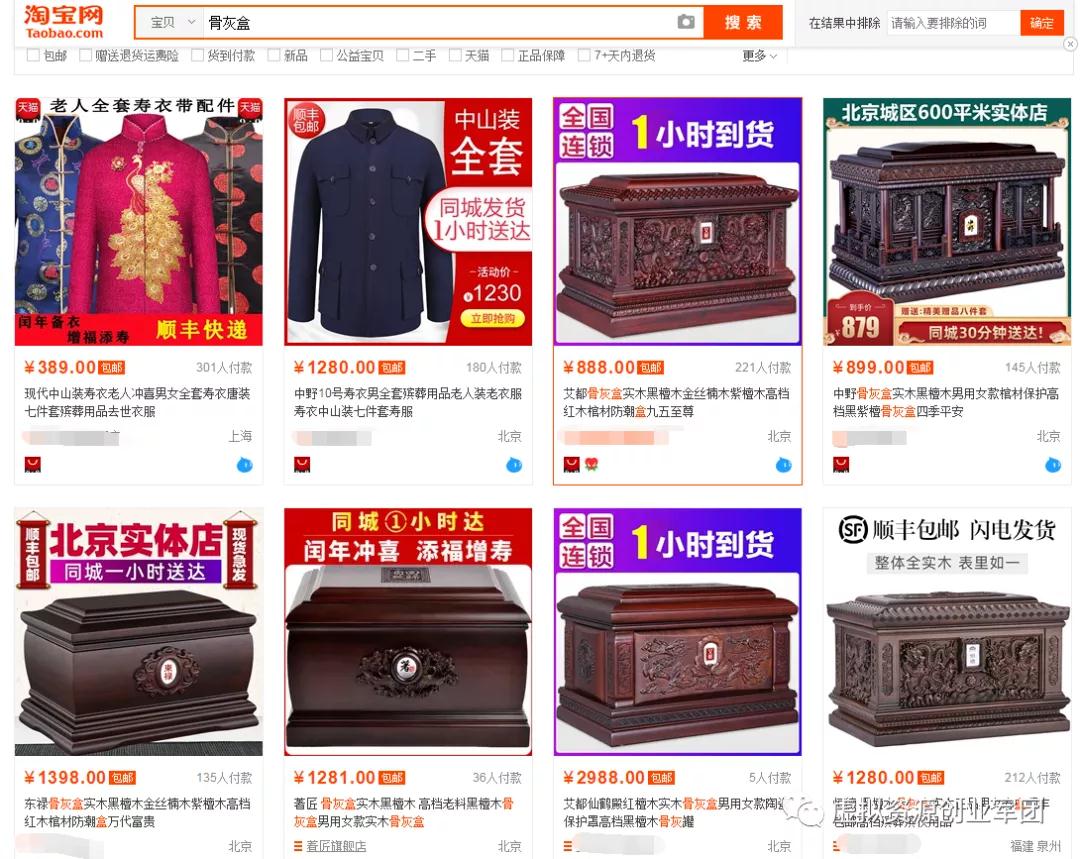 淘宝网
Taobao.com
宝贝
骨灰盒
搜 索
在结果中排除
请输入要排除的词
确定
包邮
赠送退货运费险
货到付款
新品
公益宝贝
二手
天猫
正品保障
7+天内退货
更多
天猫
老人全套寿衣带配件
天猫
闰年备衣
增福添寿
顺丰快递
¥389.00 包邮
301人付款
现代中山装寿衣老人冲喜男女全套寿衣唐装
七件套殡葬用品去世衣服
上海
顺丰
包邮
中山装
全套
同城发货
1小时送达
-活动价-
1230
立即抢购
¥1280.00 包邮
180人付款
中野10号寿衣男全套殡葬用品老人装老衣服
寿衣中山装七件套寿服
北京
全国
连锁
1小时到货
¥888.00 包邮
221人付款
艾都骨灰盒实木黑檀木金丝楠木紫檀木高档
红木棺材防潮盒九五至尊
北京
北京城区600平米实体店
到手价
¥879
赠送:精美赠品八件套
同城30分钟送达!
¥899.00 包邮
145人付款
中野骨灰盒实木黑檀木男用女款棺材保护高
档黑紫檀骨灰盒四季平安
北京
顺丰包邮
北京实体店
同城一小时送达
现货急发
¥1398.00 包邮
135人付款
东禄骨灰盒实木黑檀木金丝楠木紫檀木高档
红木棺材防潮盒万代富贵
北京
同城①小时达
闰年冲喜 添福增寿
¥1281.00 包邮
36人付款
蓍匠 骨灰盒实木黑檀木 高档老料黑檀木骨
灰盒男用女款实木骨灰盒
蓍匠旗舰店
北京
全国
连锁
1小时到货
¥2988.00 包邮
5人付款
艾都仙鹤殿红檀木实木骨灰盒男用女款陶瓷
保护罩高档黑檀木骨灰罐
北京
SF 顺丰包邮 闪电发货
整体全实木 表里如一
¥1280.00 包邮
212人付款
虚拟资源创业军团
福建 泉州